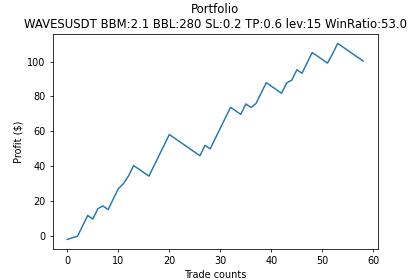 Portfolio
WAVESUSDT BBM:2.1 BBL:280 SL:0.2 TP:0.6 lev:15 WinRatio:53.0
Profit ($)
100
80
60
40
20
0
0 10 20 30 40 50 60
Trade counts